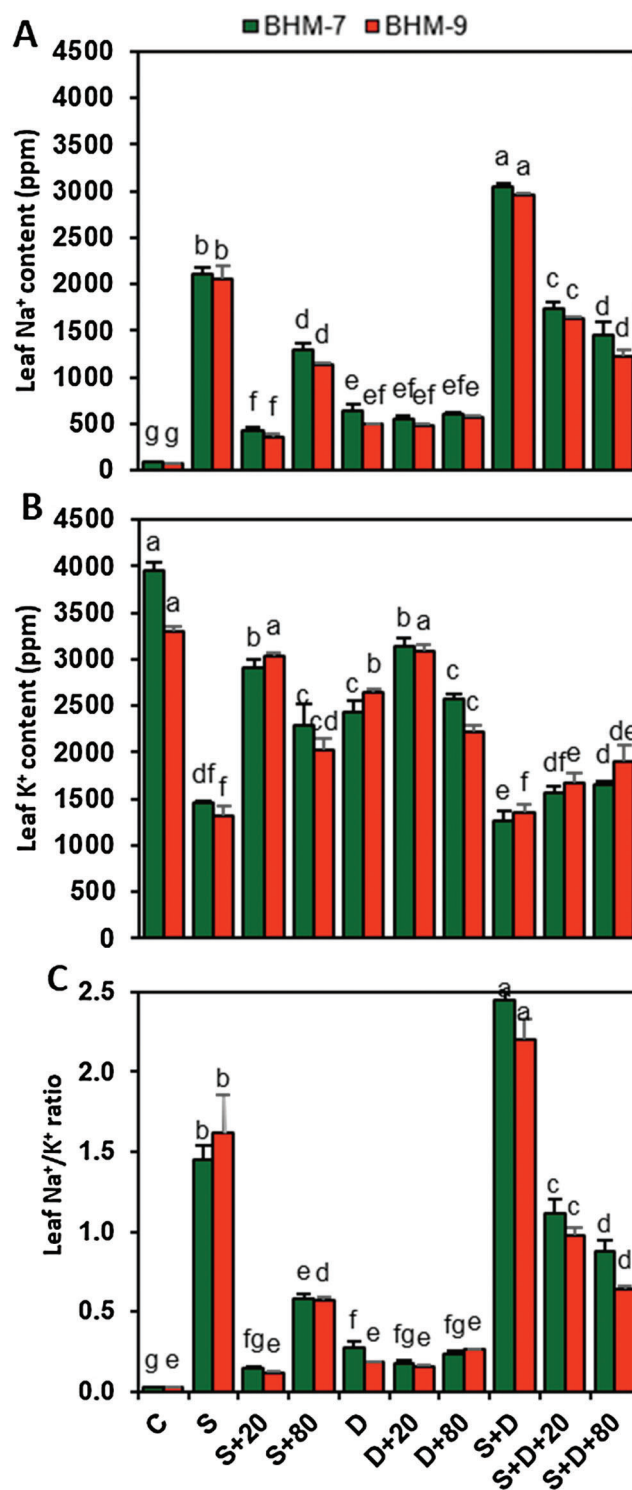 BHM-7 BHM-9
A
4500
4000
3500
3000
2500
2000
1500
1000
500
0
Leaf Na⁺ content (ppm)
g g b b f f d d e ef ef ef ef e a a c c d d
B
4500
4000
3500
3000
2500
2000
1500
1000
500
0
Leaf K⁺ content (ppm)
a a df f b a c cd c b b a c c e f df e d de
C
2.5
2.0
1.5
1.0
0.5
0.0
Leaf Na⁺/K⁺ ratio
g e b b fg e e d f e fg e fg e a a c c d d
C S S+20 S+80 D D+20 D+80 S+D S+D+20 S+D+80